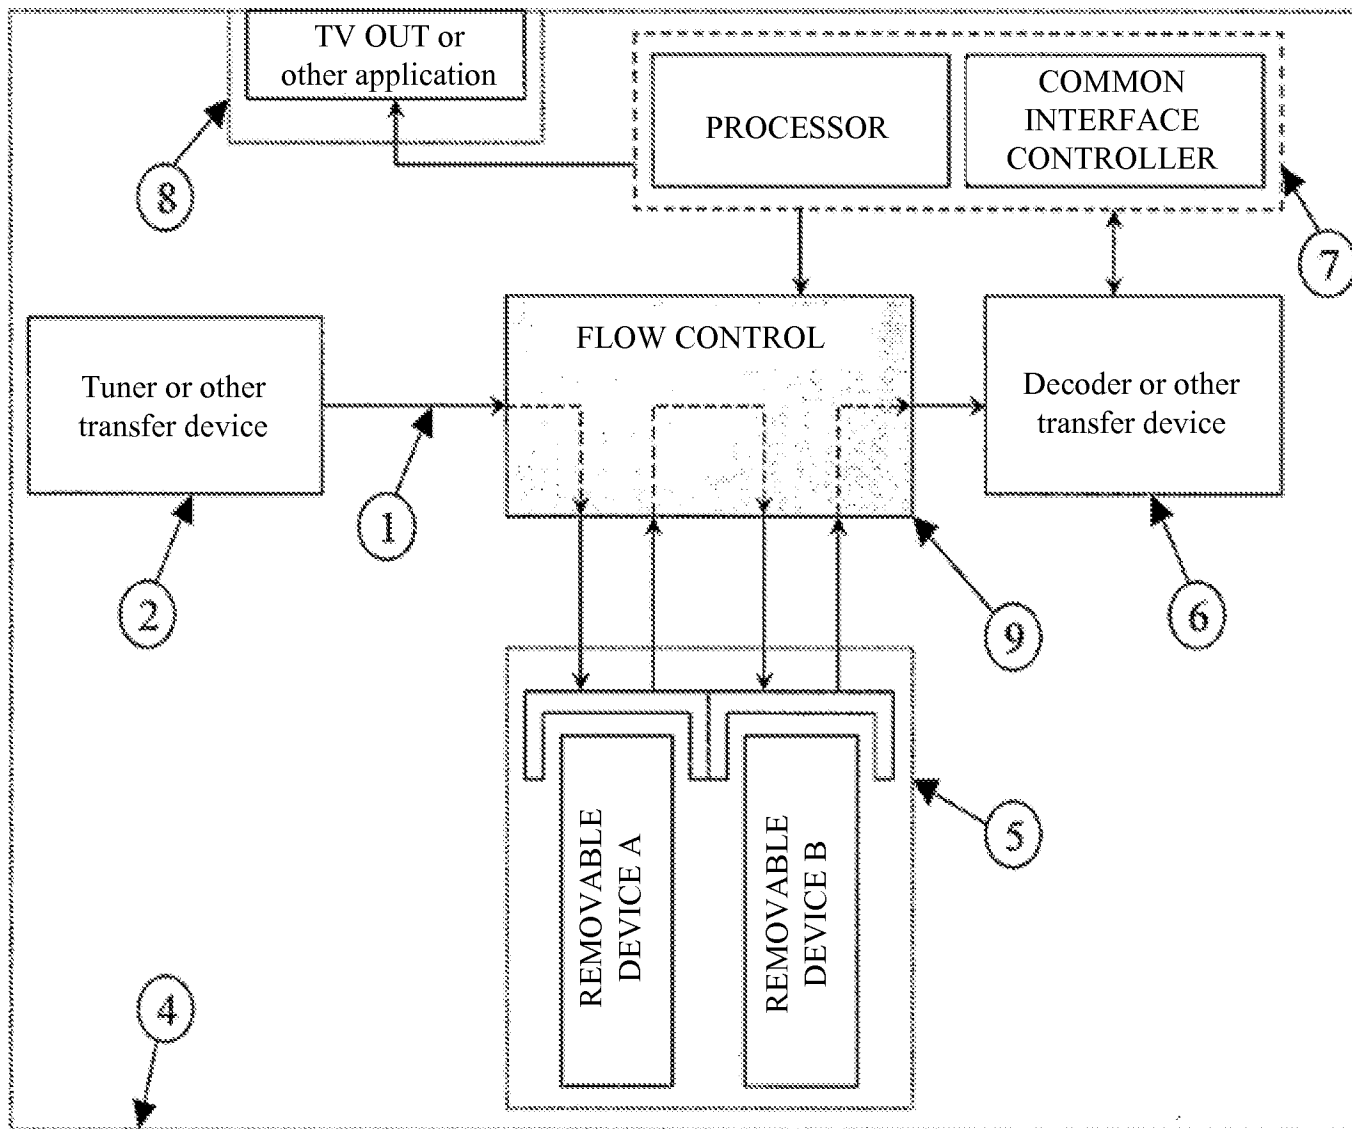 TV OUT or
other application
PROCESSOR
COMMON
INTERFACE
CONTROLLER
8
7
FLOW CONTROL
Tuner or other
transfer device
Decoder or other
transfer device
1
2
6
9
REMOVABLE
DEVICE A
REMOVABLE
DEVICE B
5
4